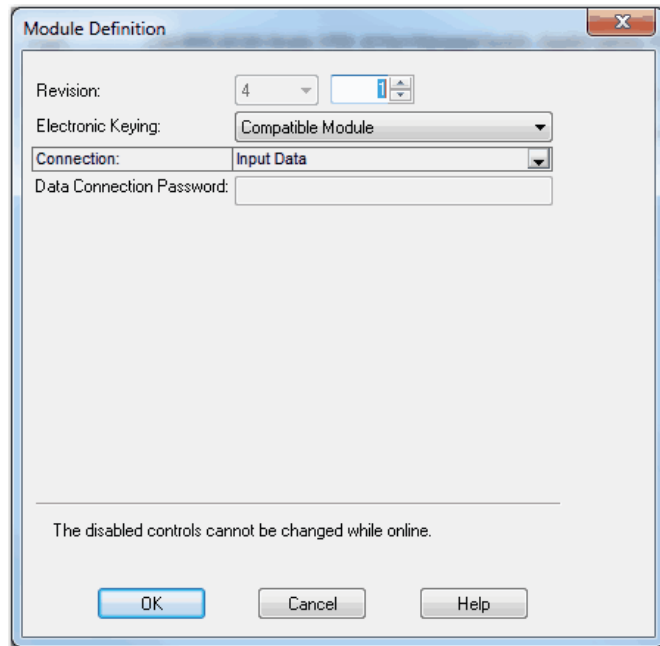 Module Definition
Revision: 4 1
Electronic Keying: Compatible Module
Connection: Input Data
Data Connection Password:
The disabled controls cannot be changed while online.
OK Cancel Help